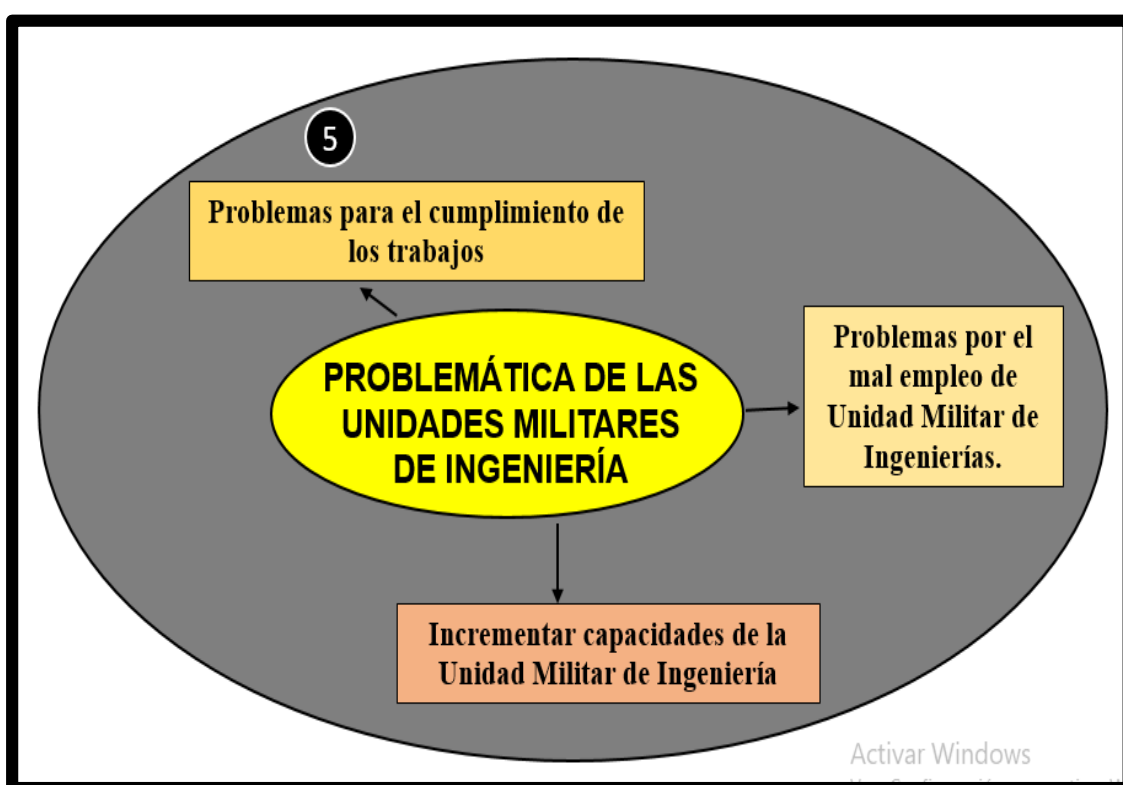 5
Problemas para el cumplimiento de
los trabajos
PROBLEMÁTICA DE LAS
UNIDADES MILITARES
DE INGENIERÍA
Problemas por el
mal empleo de
Unidad Militar de
Ingenierías.
Incrementar capacidades de la
Unidad Militar de Ingeniería
Activar Windows